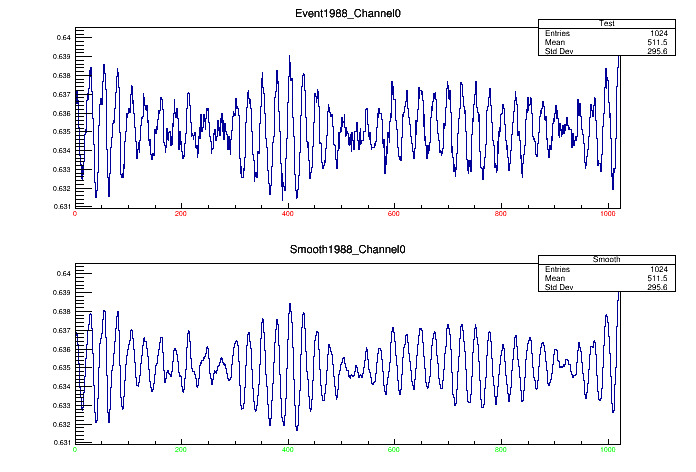 Event1988_Channel0
Test
Entries 1024
Mean 511.5
Std Dev 295.6
0.64
0.639
0.638
0.637
0.636
0.635
0.634
0.633
0.632
0.631
0 200 400 600 800 1000
Smooth1988_Channel0
Smooth
Entries 1024
Mean 511.5
Std Dev 295.6
0.64
0.639
0.638
0.637
0.636
0.635
0.634
0.633
0.632
0.631
0 200 400 600 800 1000